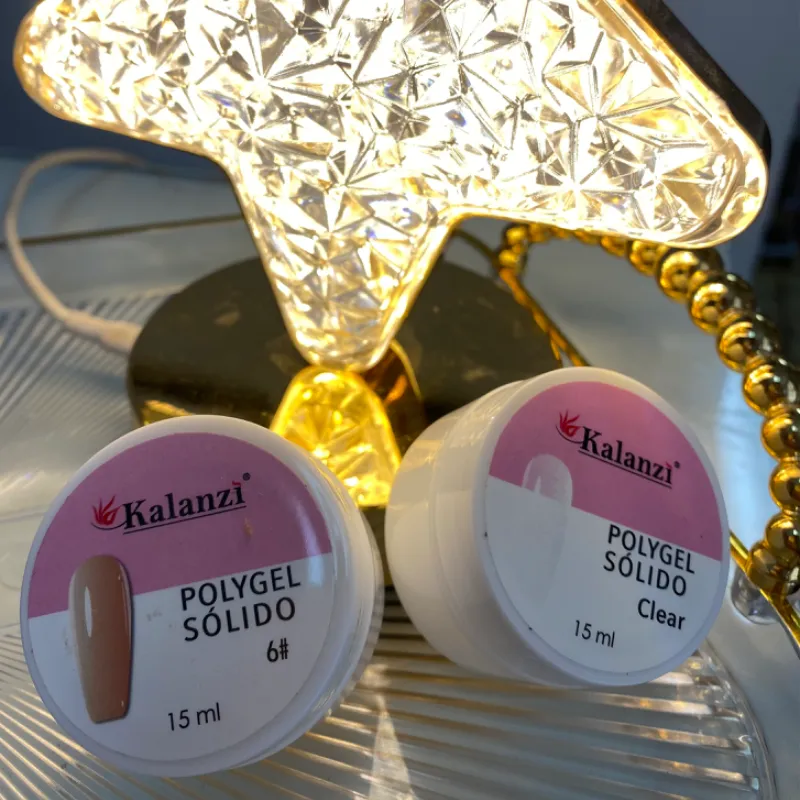 Kalanzi®
POLYGEL
SÓLIDO
6#
15 ml
Kalanzi®
POLYGEL
SÓLIDO
Clear
15 ml